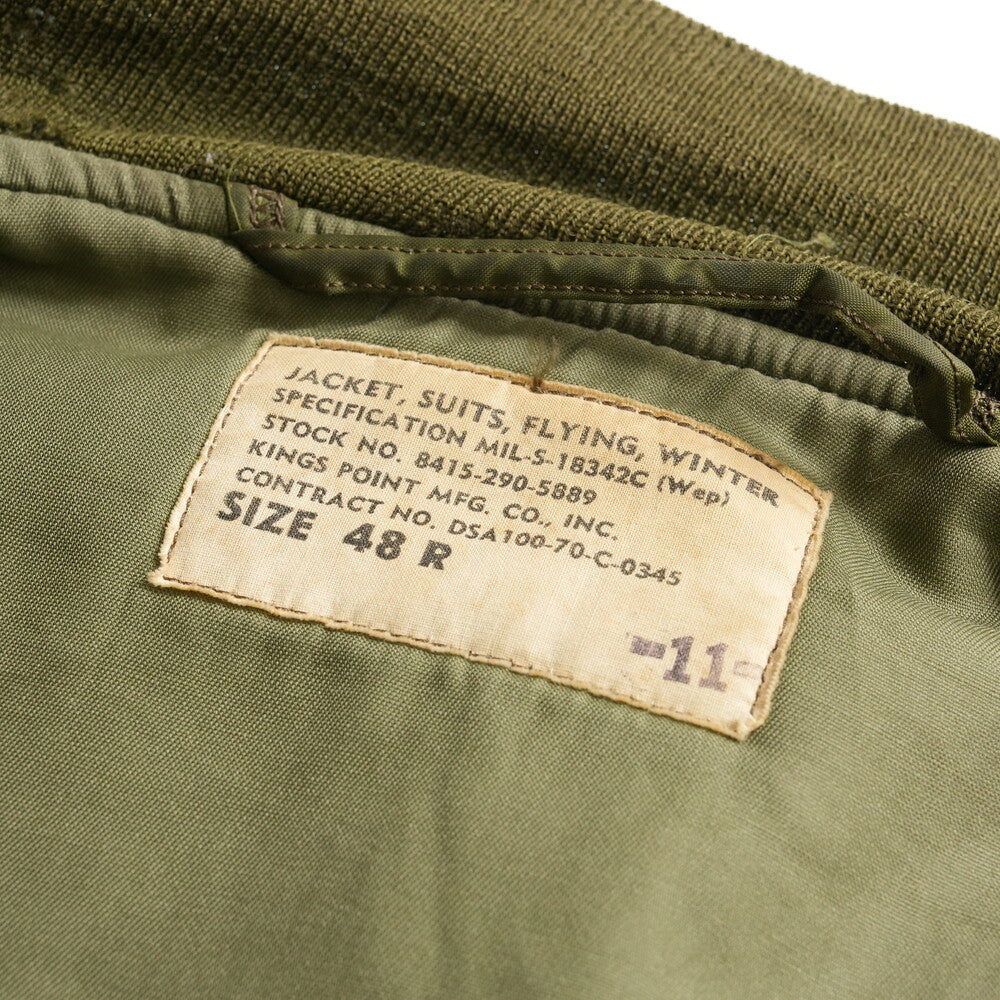 JACKET, SUITS, FLYING, WINTER
SPECIFICATION MIL-S-18342C (Wep)
STOCK NO. 8415-290-5889
KINGS POINT MFG. CO., INC.
CONTRACT NO. DSA100-70-C-0345
SIZE 48 R
-11-